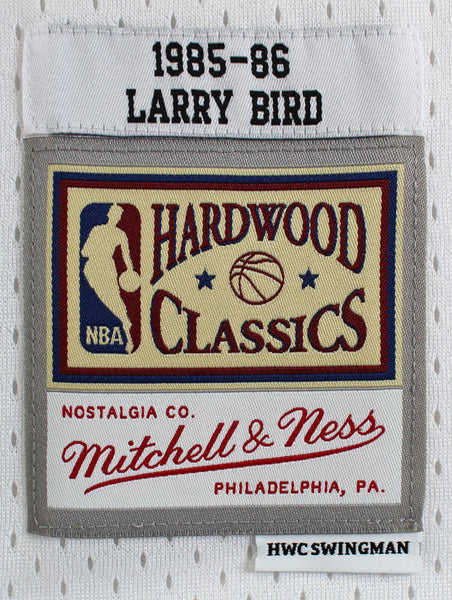 1985-86
LARRY BIRD
HARDWOOD
NBA
CLASSICS
NOSTALGIA CO.
Mitchell & Ness
PHILADELPHIA, PA.
HWC SWINGMAN